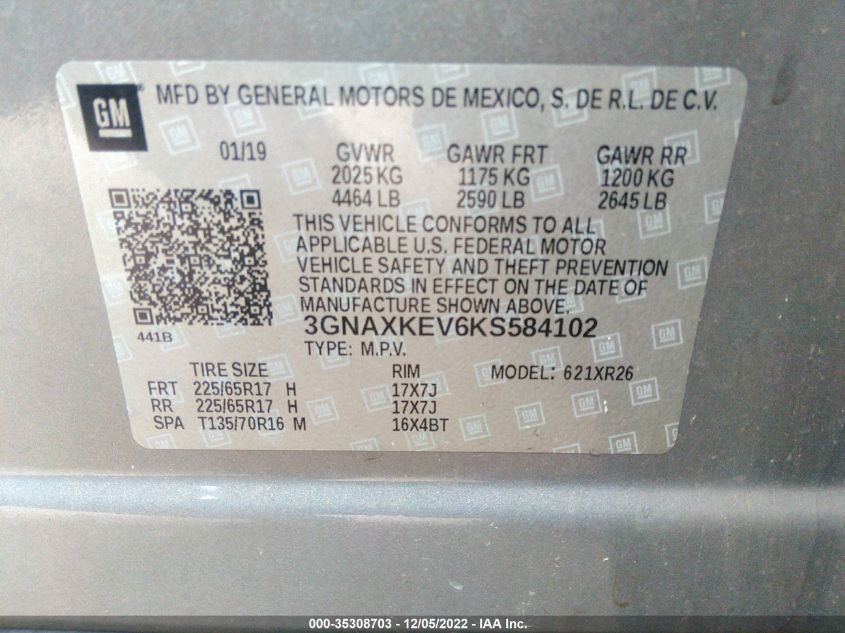 GM
MFD BY GENERAL MOTORS DE MEXICO, S. DE R.L. DE C.V.
01/19 GVWR GAWR FRT GAWR RR
2025 KG 1175 KG 1200 KG
4464 LB 2590 LB 2645 LB
THIS VEHICLE CONFORMS TO ALL
APPLICABLE U.S. FEDERAL MOTOR
VEHICLE SAFETY AND THEFT PREVENTION
STANDARDS IN EFFECT ON THE DATE OF
MANUFACTURE SHOWN ABOVE.
441B
3GNAXKEV6KS584102
TYPE: M.P.V.
TIRE SIZE RIM MODEL: 621XR26
FRT 225/65R17 H 17X7J
RR 225/65R17 H 17X7J
SPA T135/70R16 M 16X4BT
000-35308703 - 12/05/2022 - IAA Inc.